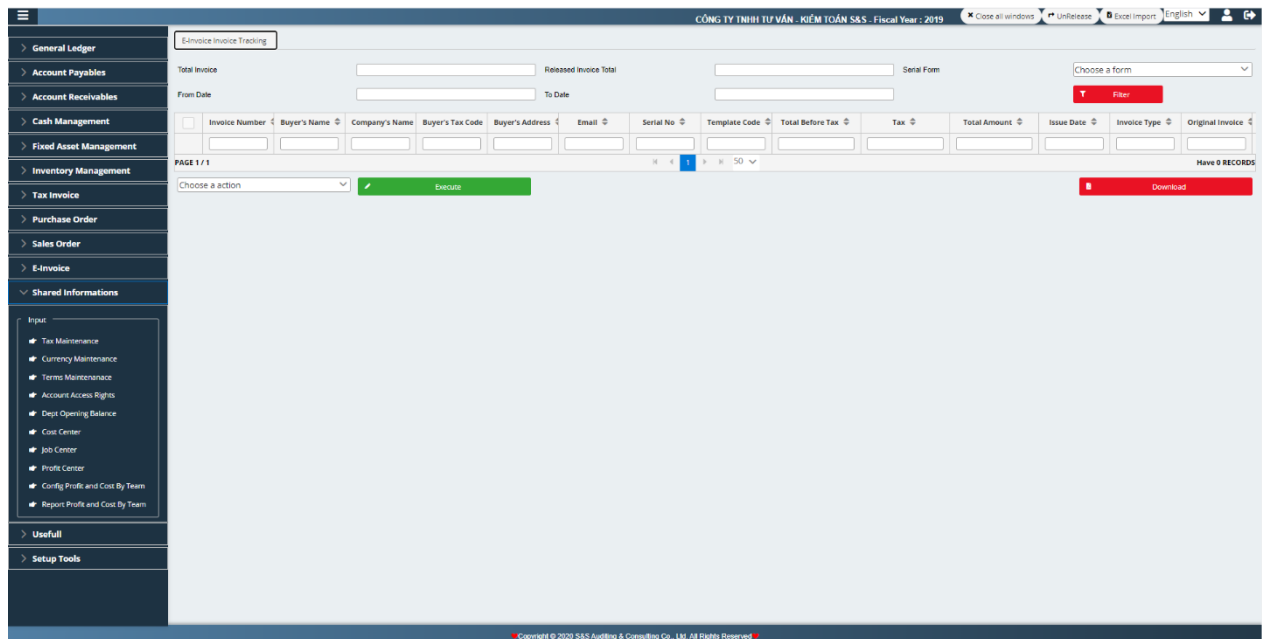 CÔNG TY TNHH TƯ VẤN - KIỂM TOÁN S&S - Fiscal Year : 2019 Close all windows UnRelease Excel Import English
General Ledger
Account Payables
Account Receivables
Cash Management
Fixed Asset Management
Inventory Management
Tax Invoice
Purchase Order
Sales Order
E-Invoice
Shared Informations
Input
Tax Maintenance
Currency Maintenance
Terms Maintenanace
Account Access Rights
Dept Opening Balance
Cost Center
Job Center
Profit Center
Config Profit and Cost By Team
Report Profit and Cost By Team
Usefull
Setup Tools
E-Invoice Invoice Tracking
Total Invoice Released Invoice Total Serial Form Choose a form
From Date To Date Filter
Invoice Number Buyer's Name Company's Name Buyer's Tax Code Buyer's Address Email Serial No Template Code Total Before Tax Tax Total Amount Issue Date Invoice Type Original Invoice
PAGE 1 / 1 1 50 Have 0 RECORDS
Choose a action Execute Download
Copyright © 2020 S&S Auditing & Consulting Co., Ltd. All Rights Reserved